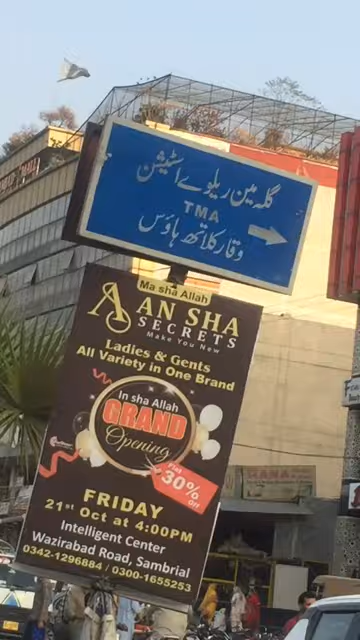 گلہ مین ریلوے اسٹیشن
TMA
وقار کلاتھ ہاؤس
Ma sha Allah
AN SHA
SECRETS
Make You New
Ladies & Gents
All Variety in One Brand
In sha Allah
GRAND
Opening
Flat
30%
Off
FRIDAY
21st Oct at 4:00PM
Intelligent Center
Wazirabad Road, Sambrial
0342-1296884 / 0300-1655253